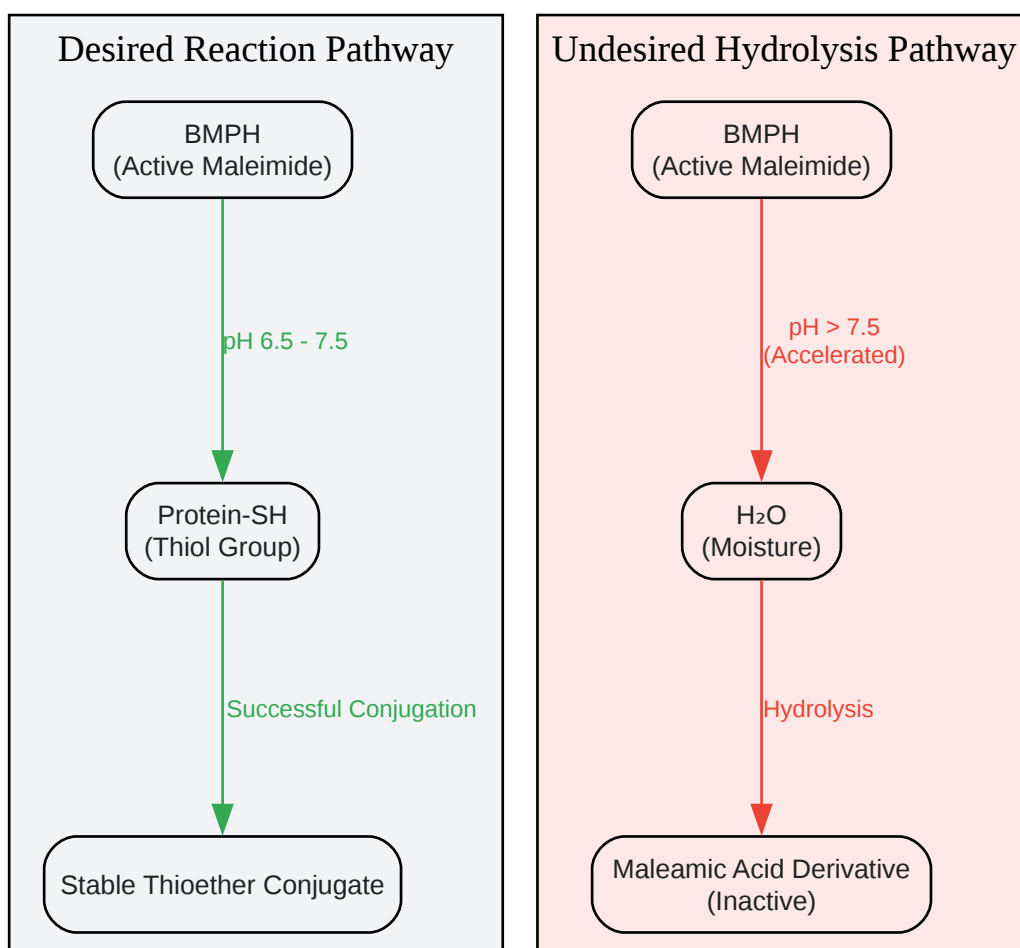 Desired Reaction Pathway
BMPH
(Active Maleimide)
pH 6.5 - 7.5
Protein-SH
(Thiol Group)
Successful Conjugation
Stable Thioether Conjugate
Undesired Hydrolysis Pathway
BMPH
(Active Maleimide)
pH > 7.5
(Accelerated)
H₂O
(Moisture)
Hydrolysis
Maleamic Acid Derivative
(Inactive)